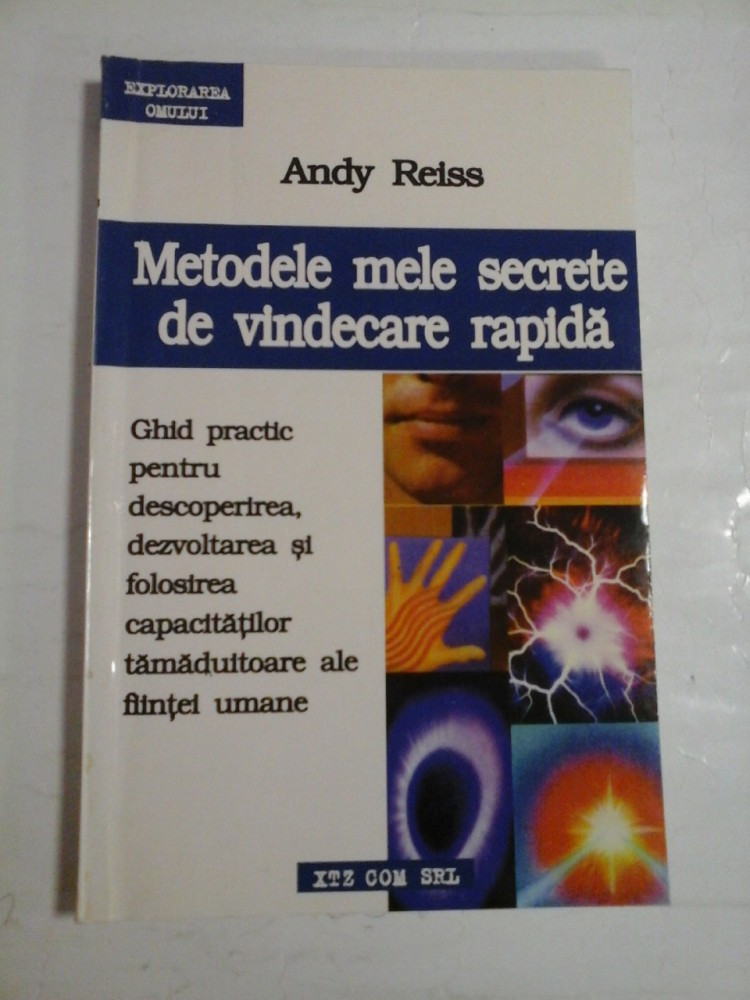 EXPLORAREA
OMULUI
Andy Reiss
Metodele mele secrete
de vindecare rapidă
Ghid practic
pentru
descoperirea,
dezvoltarea și
folosirea
capacităților
tămăduitoare ale
ființei umane
XTZ COM SRL